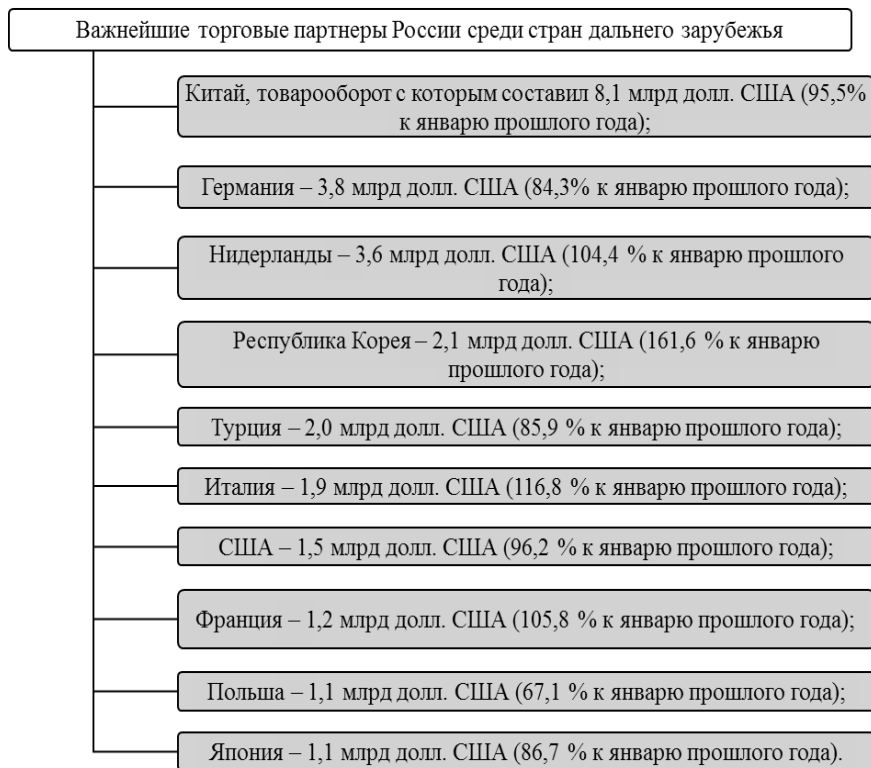 Важнейшие торговые партнеры России среди стран дальнего зарубежья
Китай, товарооборот с которым составил 8,1 млрд долл. США (95,5%
к январю прошлого года);
Германия – 3,8 млрд долл. США (84,3% к январю прошлого года);
Нидерланды – 3,6 млрд долл. США (104,4 % к январю прошлого
года);
Республика Корея – 2,1 млрд долл. США (161,6 % к январю
прошлого года);
Турция – 2,0 млрд долл. США (85,9 % к январю прошлого года);
Италия – 1,9 млрд долл. США (116,8 % к январю прошлого года);
США – 1,5 млрд долл. США (96,2 % к январю прошлого года);
Франция – 1,2 млрд долл. США (105,8 % к январю прошлого года);
Польша – 1,1 млрд долл. США (67,1 % к январю прошлого года);
Япония – 1,1 млрд долл. США (86,7 % к январю прошлого года).